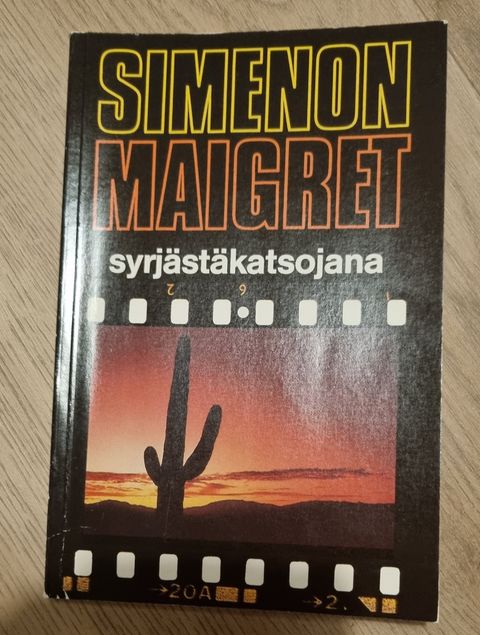 SIMENON
MAIGRET
syrjästäkatsojana
→20A
→2.